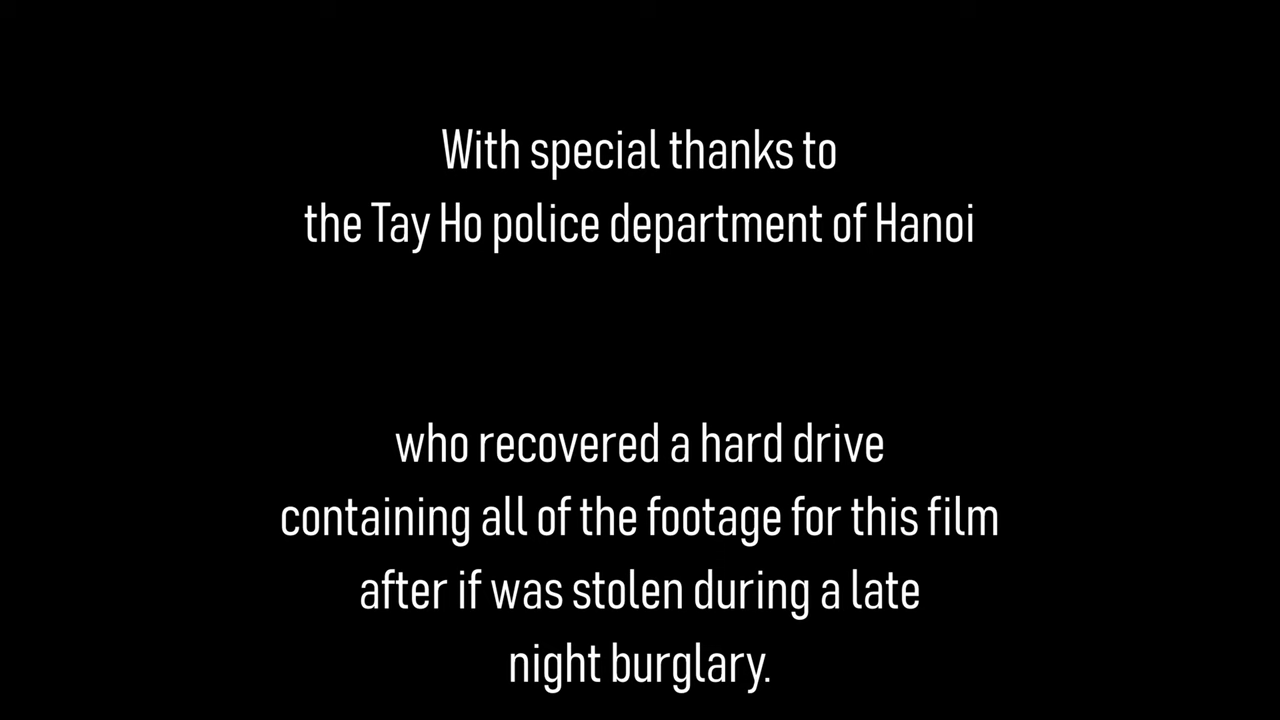 With special thanks to
the Tay Ho police department of Hanoi
who recovered a hard drive
containing all of the footage for this film
after if was stolen during a late
night burglary.